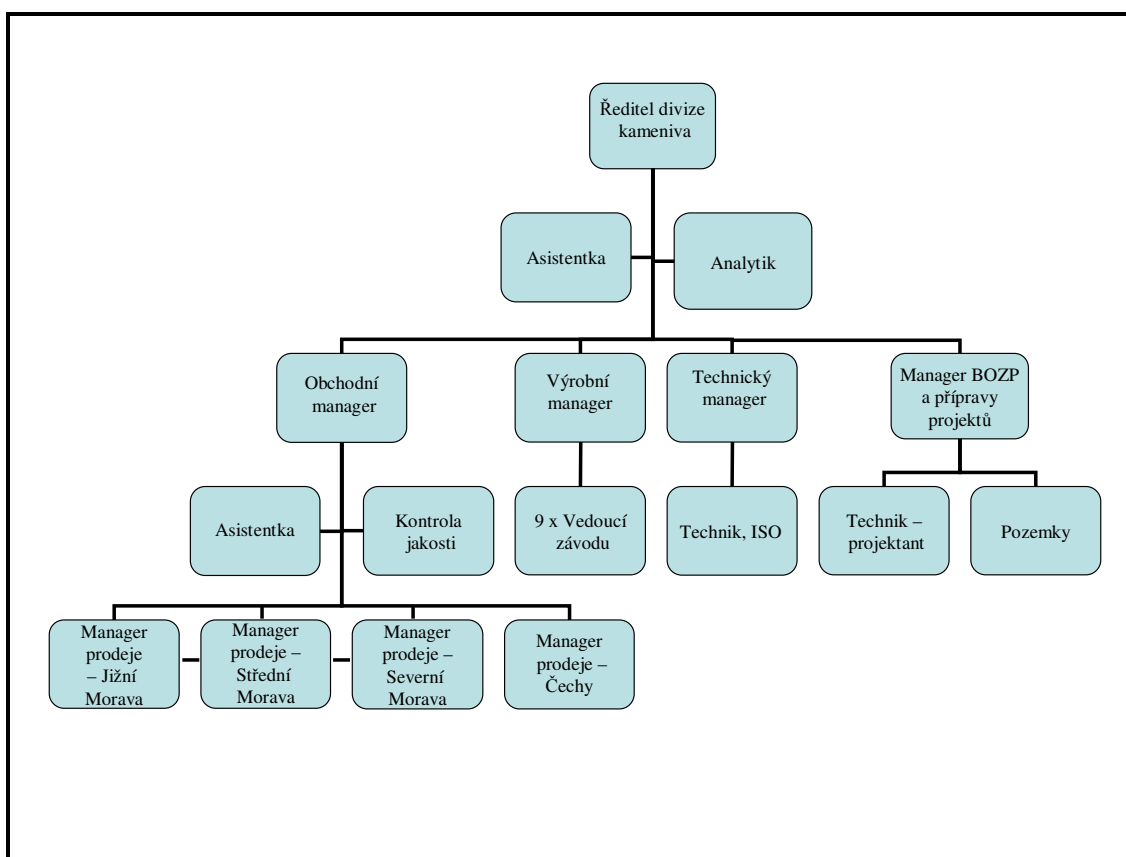 Ředitel divize
kameniva
Asistentka
Analytik
Obchodní
manager
Výrobní
manager
Technický
manager
Manager BOZP
a přípravy
projektů
Asistentka
Kontrola
jakosti
9 x Vedoucí
závodu
Technik, ISO
Technik –
projektant
Pozemky
Manager
prodeje
– Jižní
Morava
Manager
prodeje –
Střední
Morava
Manager
prodeje –
Severní
Morava
Manager
prodeje –
Čechy